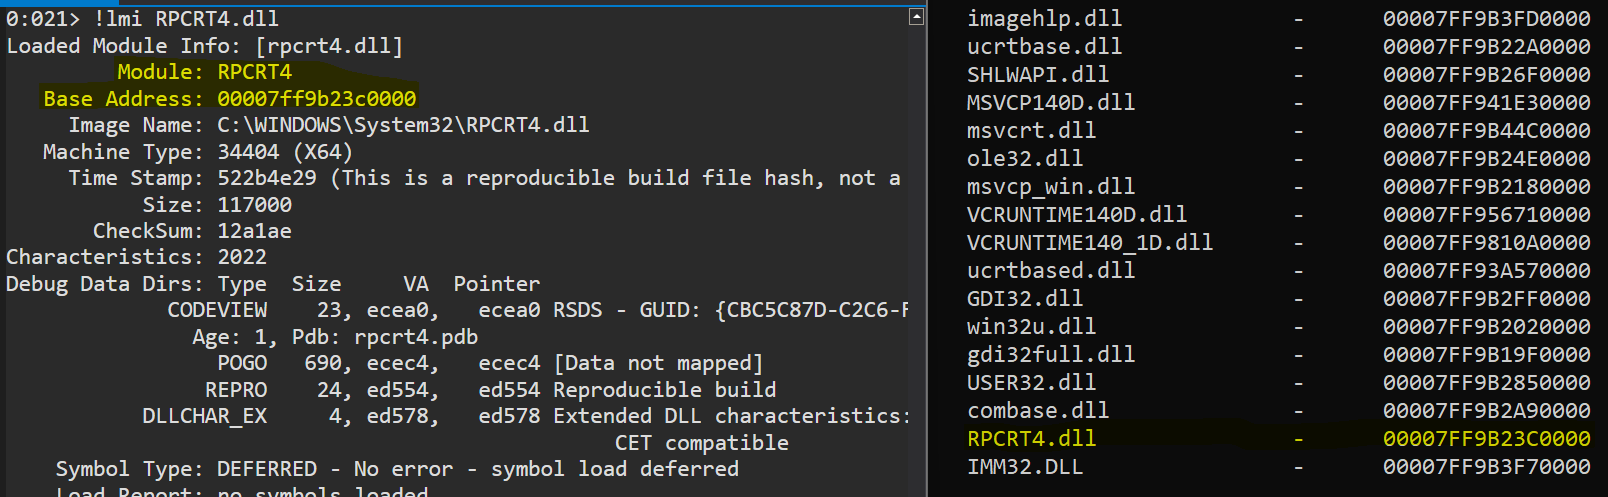 0:021> !lmi RPCRT4.dll
Loaded Module Info: [rpcrt4.dll]
Module: RPCRT4
Base Address: 00007ff9b23c0000
Image Name: C:\WINDOWS\System32\RPCRT4.dll
Machine Type: 34404 (X64)
Time Stamp: 522b4e29 (This is a reproducible build file hash, not a
Size: 117000
CheckSum: 12a1ae
Characteristics: 2022
Debug Data Dirs: Type Size VA Pointer
CODEVIEW 23, ecea0, ecea0 RSDS - GUID: {CBC5C87D-C2C6-F
Age: 1, Pdb: rpcrt4.pdb
POGO 690, ecec4, ecec4 [Data not mapped]
REPRO 24, ed554, ed554 Reproducible build
DLLCHAR_EX 4, ed578, ed578 Extended DLL characteristics:
CET compatible
Symbol Type: DEFERRED - No error - symbol load deferred
Load Report: no symbols loaded
imagehlp.dll - 00007FF9B3FD0000
ucrtbase.dll - 00007FF9B22A0000
SHLWAPI.dll - 00007FF9B26F0000
MSVCP140D.dll - 00007FF941E30000
msvcrt.dll - 00007FF9B44C0000
ole32.dll - 00007FF9B24E0000
msvcp_win.dll - 00007FF9B2180000
VCRUNTIME140D.dll - 00007FF956710000
VCRUNTIME140_1D.dll - 00007FF9810A0000
ucrtbased.dll - 00007FF93A570000
GDI32.dll - 00007FF9B2FF0000
win32u.dll - 00007FF9B2020000
gdi32full.dll - 00007FF9B19F0000
USER32.dll - 00007FF9B2850000
combase.dll - 00007FF9B2A90000
RPCRT4.dll - 00007FF9B23C0000
IMM32.DLL - 00007FF9B3F70000